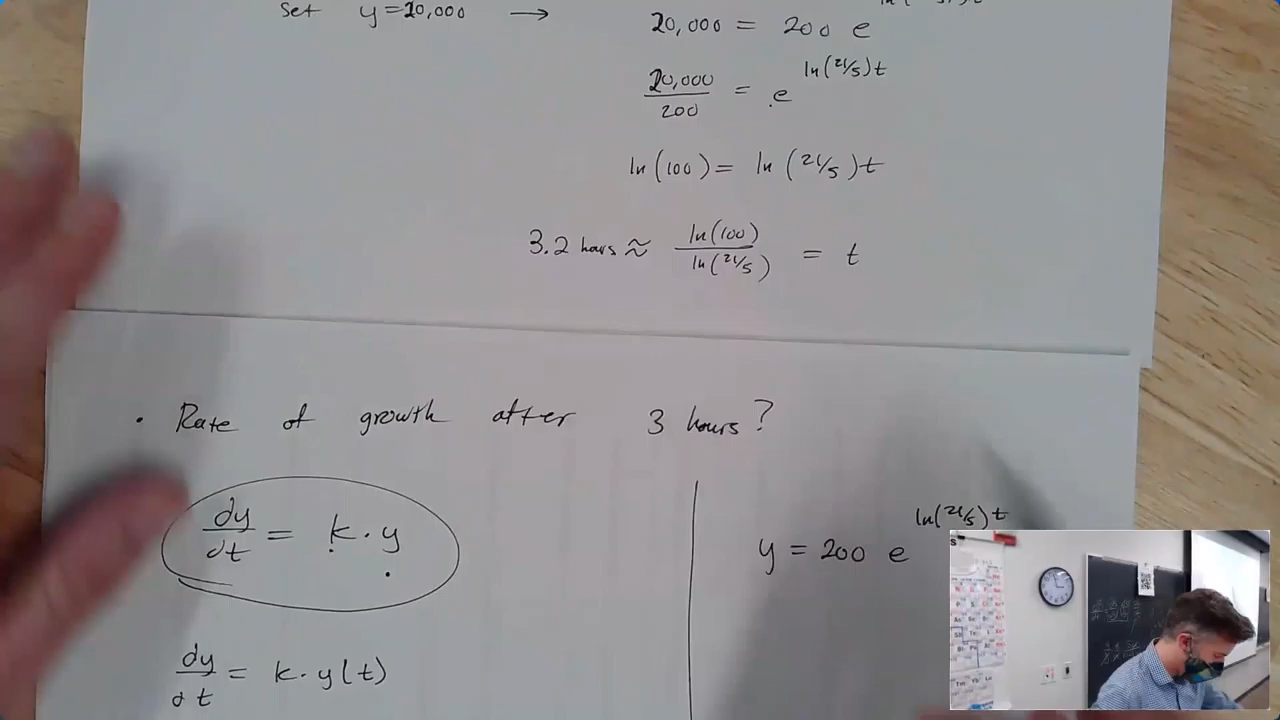 Set y=20,000 → 20,000 = 200 e
20,000/200 = e^ln(21/5)t
ln(100) = ln(21/5)t
3.2 hours ≈ ln(100)/ln(21/5) = t
• Rate of growth after 3 hours?
dy/dt = k·y
y = 200 e^ln(21/5)t
dy/dt = k·y(t)